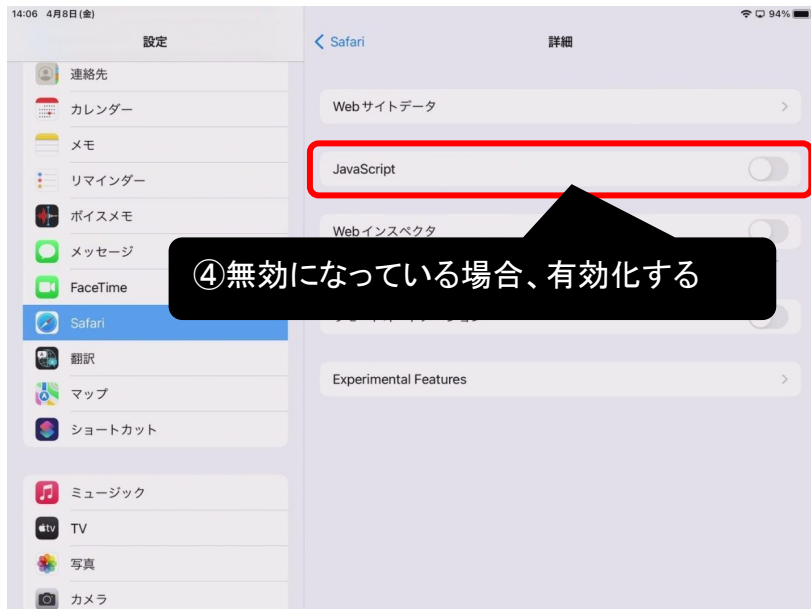 14:06 4月8日(金)
94%
設定
Safari
詳細
連絡先
カレンダー
メモ
リマインダー
ボイスメモ
メッセージ
FaceTime
Safari
翻訳
マップ
ショートカット
ミュージック
TV
写真
カメラ
Webサイトデータ
JavaScript
Webインスペクタ
④無効になっている場合、有効化する
Experimental Features